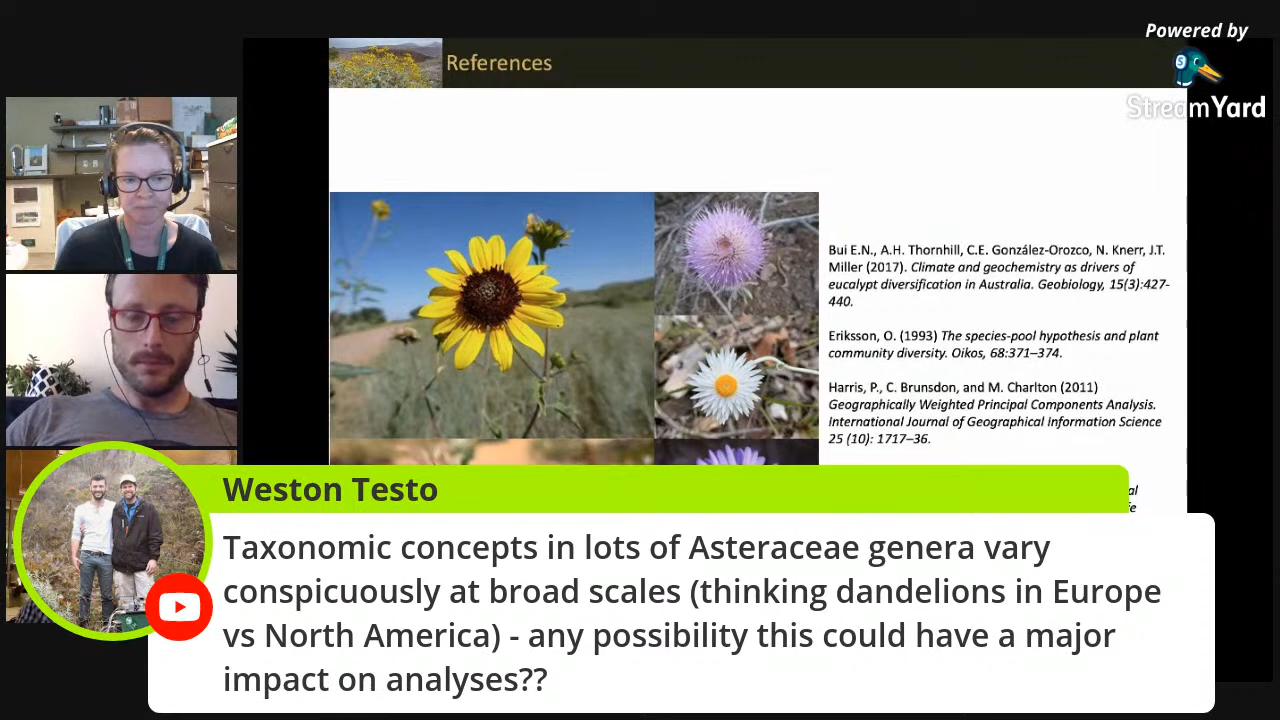 Powered by
StreamYard
References
Bui E.N., A.H. Thornhill, C.E. González-Orozco, N. Knerr, J.T.
Miller (2017). Climate and geochemistry as drivers of
eucalypt diversification in Australia. Geobiology, 15(3):427-
440.
Eriksson, O. (1993) The species-pool hypothesis and plant
community diversity. Oikos, 68:371–374.
Harris, P., C. Brunsdon, and M. Charlton (2011)
Geographically Weighted Principal Components Analysis.
International Journal of Geographical Information Science
25 (10): 1717–36.
Weston Testo
Taxonomic concepts in lots of Asteraceae genera vary
conspicuously at broad scales (thinking dandelions in Europe
vs North America) - any possibility this could have a major
impact on analyses??